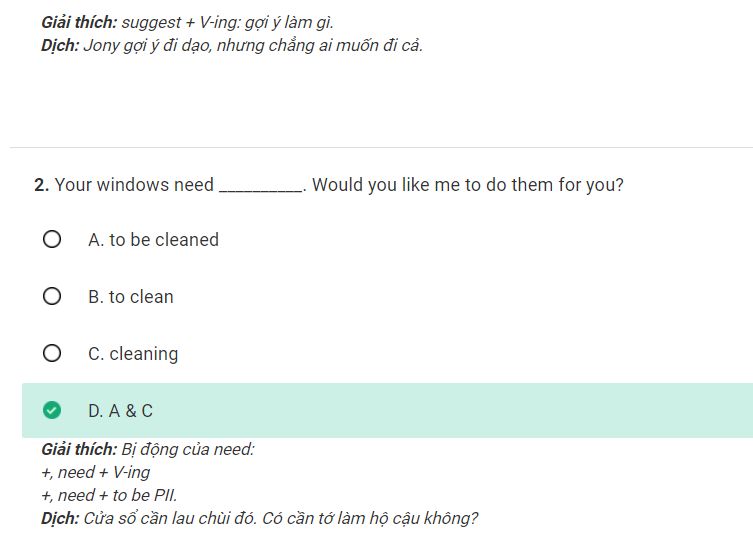 Giải thích: suggest + V-ing: gợi ý làm gì.
Dịch: Jony gợi ý đi dạo, nhưng chẳng ai muốn đi cả.
2. Your windows need __________. Would you like me to do them for you?
A. to be cleaned
B. to clean
C. cleaning
D. A & C
Giải thích: Bị động của need:
+, need + V-ing
+, need + to be PII.
Dịch: Cửa sổ cần lau chùi đó. Có cần tớ làm hộ cậu không?